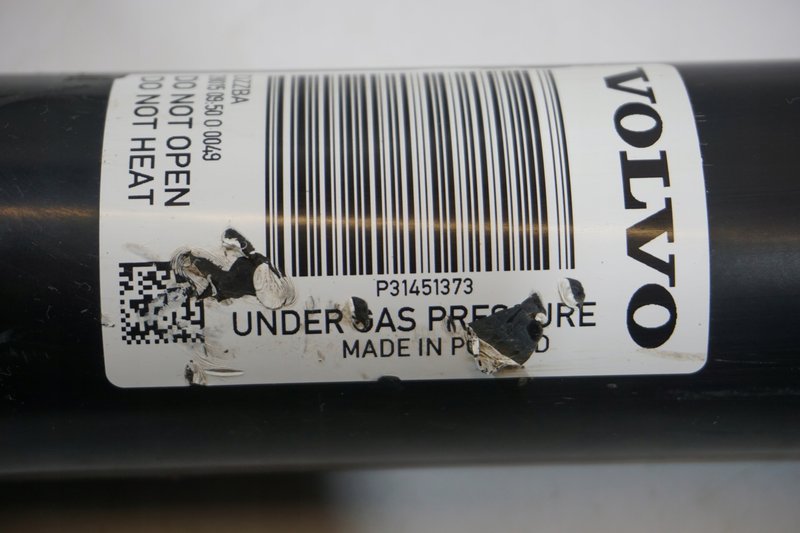 VOLVO
P31451373
UNDER GAS PRESSURE
MADE IN POLAND
DO NOT OPEN
DO NOT HEAT